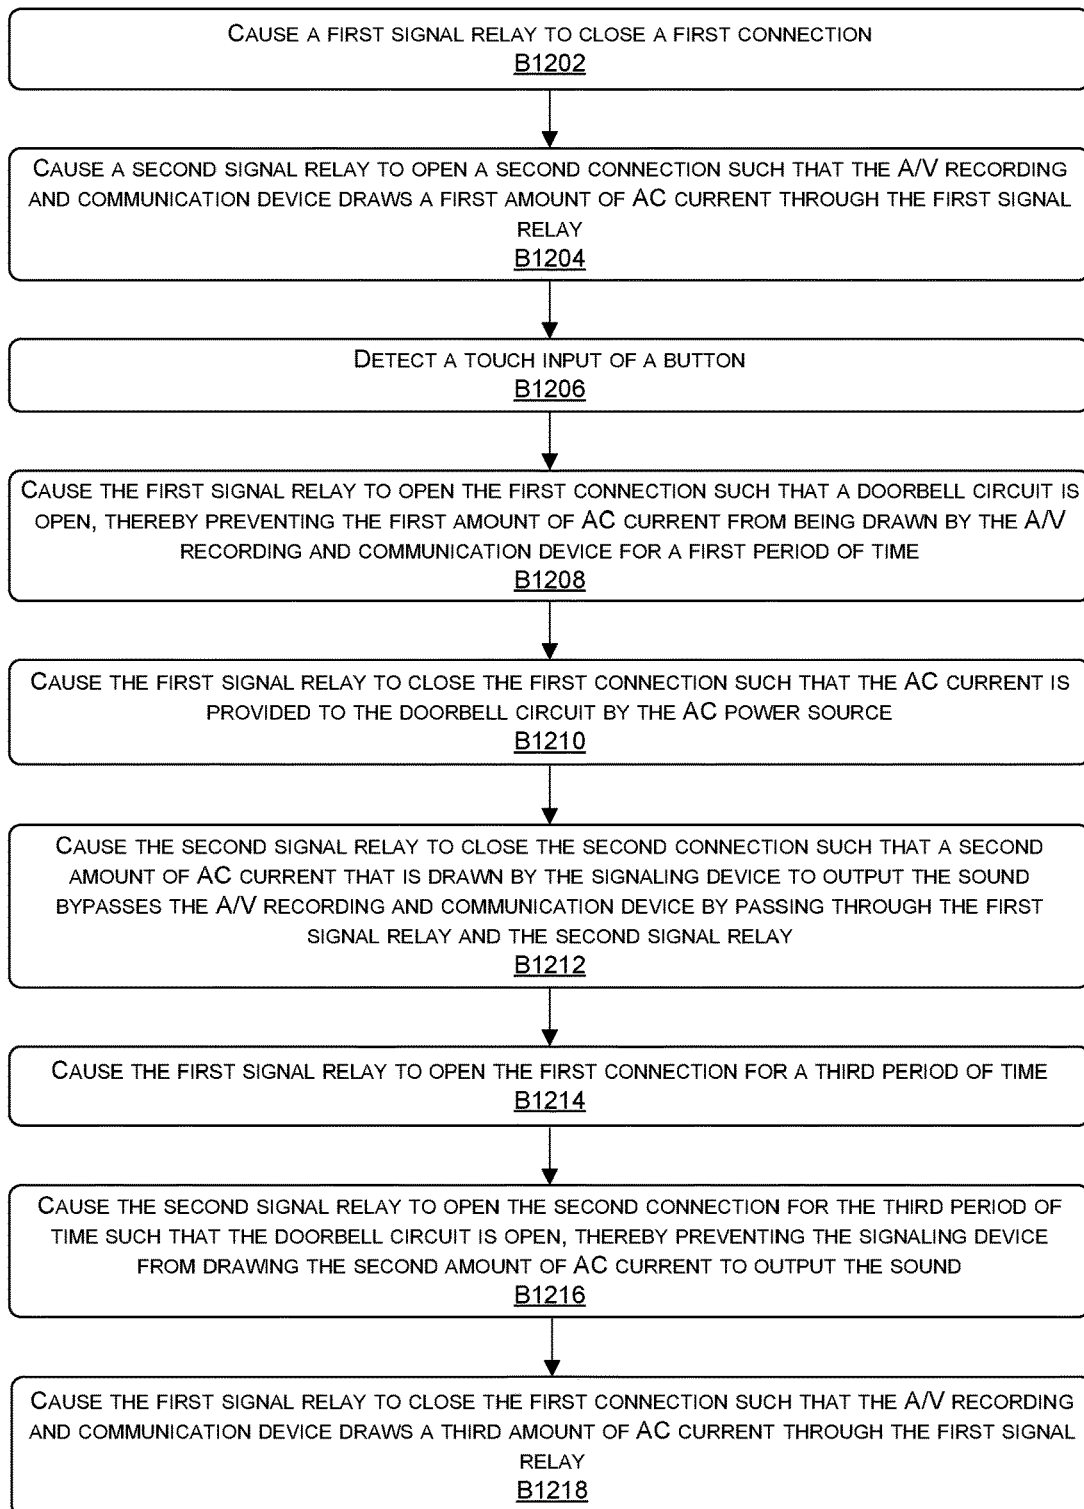 CAUSE A FIRST SIGNAL RELAY TO CLOSE A FIRST CONNECTION
B1202
CAUSE A SECOND SIGNAL RELAY TO OPEN A SECOND CONNECTION SUCH THAT THE A/V RECORDING
AND COMMUNICATION DEVICE DRAWS A FIRST AMOUNT OF AC CURRENT THROUGH THE FIRST SIGNAL
RELAY
B1204
DETECT A TOUCH INPUT OF A BUTTON
B1206
CAUSE THE FIRST SIGNAL RELAY TO OPEN THE FIRST CONNECTION SUCH THAT A DOORBELL CIRCUIT IS
OPEN, THEREBY PREVENTING THE FIRST AMOUNT OF AC CURRENT FROM BEING DRAWN BY THE A/V
RECORDING AND COMMUNICATION DEVICE FOR A FIRST PERIOD OF TIME
B1208
CAUSE THE FIRST SIGNAL RELAY TO CLOSE THE FIRST CONNECTION SUCH THAT THE AC CURRENT IS
PROVIDED TO THE DOORBELL CIRCUIT BY THE AC POWER SOURCE
B1210
CAUSE THE SECOND SIGNAL RELAY TO CLOSE THE SECOND CONNECTION SUCH THAT A SECOND
AMOUNT OF AC CURRENT THAT IS DRAWN BY THE SIGNALING DEVICE TO OUTPUT THE SOUND
BYPASSES THE A/V RECORDING AND COMMUNICATION DEVICE BY PASSING THROUGH THE FIRST
SIGNAL RELAY AND THE SECOND SIGNAL RELAY
B1212
CAUSE THE FIRST SIGNAL RELAY TO OPEN THE FIRST CONNECTION FOR A THIRD PERIOD OF TIME
B1214
CAUSE THE SECOND SIGNAL RELAY TO OPEN THE SECOND CONNECTION FOR THE THIRD PERIOD OF
TIME SUCH THAT THE DOORBELL CIRCUIT IS OPEN, THEREBY PREVENTING THE SIGNALING DEVICE
FROM DRAWING THE SECOND AMOUNT OF AC CURRENT TO OUTPUT THE SOUND
B1216
CAUSE THE FIRST SIGNAL RELAY TO CLOSE THE FIRST CONNECTION SUCH THAT THE A/V RECORDING
AND COMMUNICATION DEVICE DRAWS A THIRD AMOUNT OF AC CURRENT THROUGH THE FIRST SIGNAL
RELAY
B1218